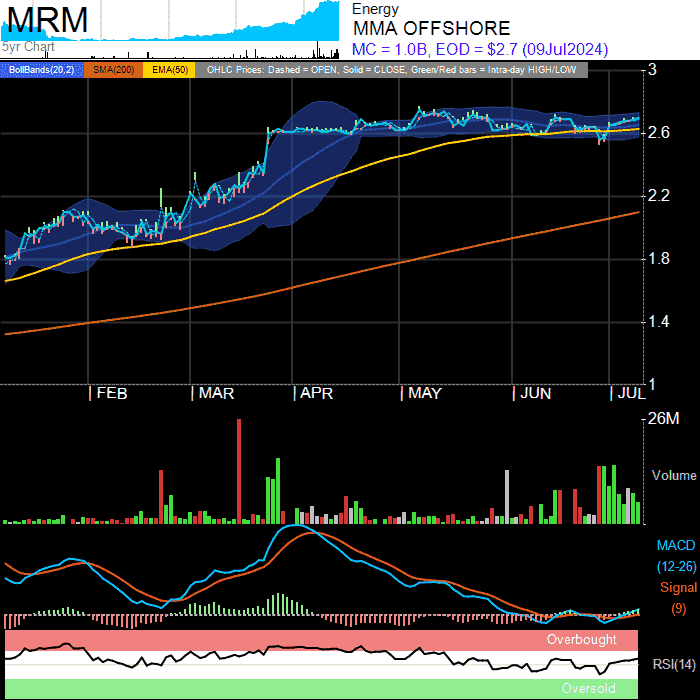 MRM
5yr Chart
Energy
MMA OFFSHORE
MC = 1.0B, EOD = $2.7 (09Jul2024)
BollBands(20,2) SMA(200) EMA(50) OHLC Prices: Dashed = OPEN, Solid = CLOSE, Green/Red bars = Intra-day HIGH/LOW
3
2.6
2.2
1.8
1.4
1
FEB MAR APR MAY JUN JUL
26M
Volume
MACD
(12-26)
Signal
(9)
Overbought
RSI(14)
Oversold